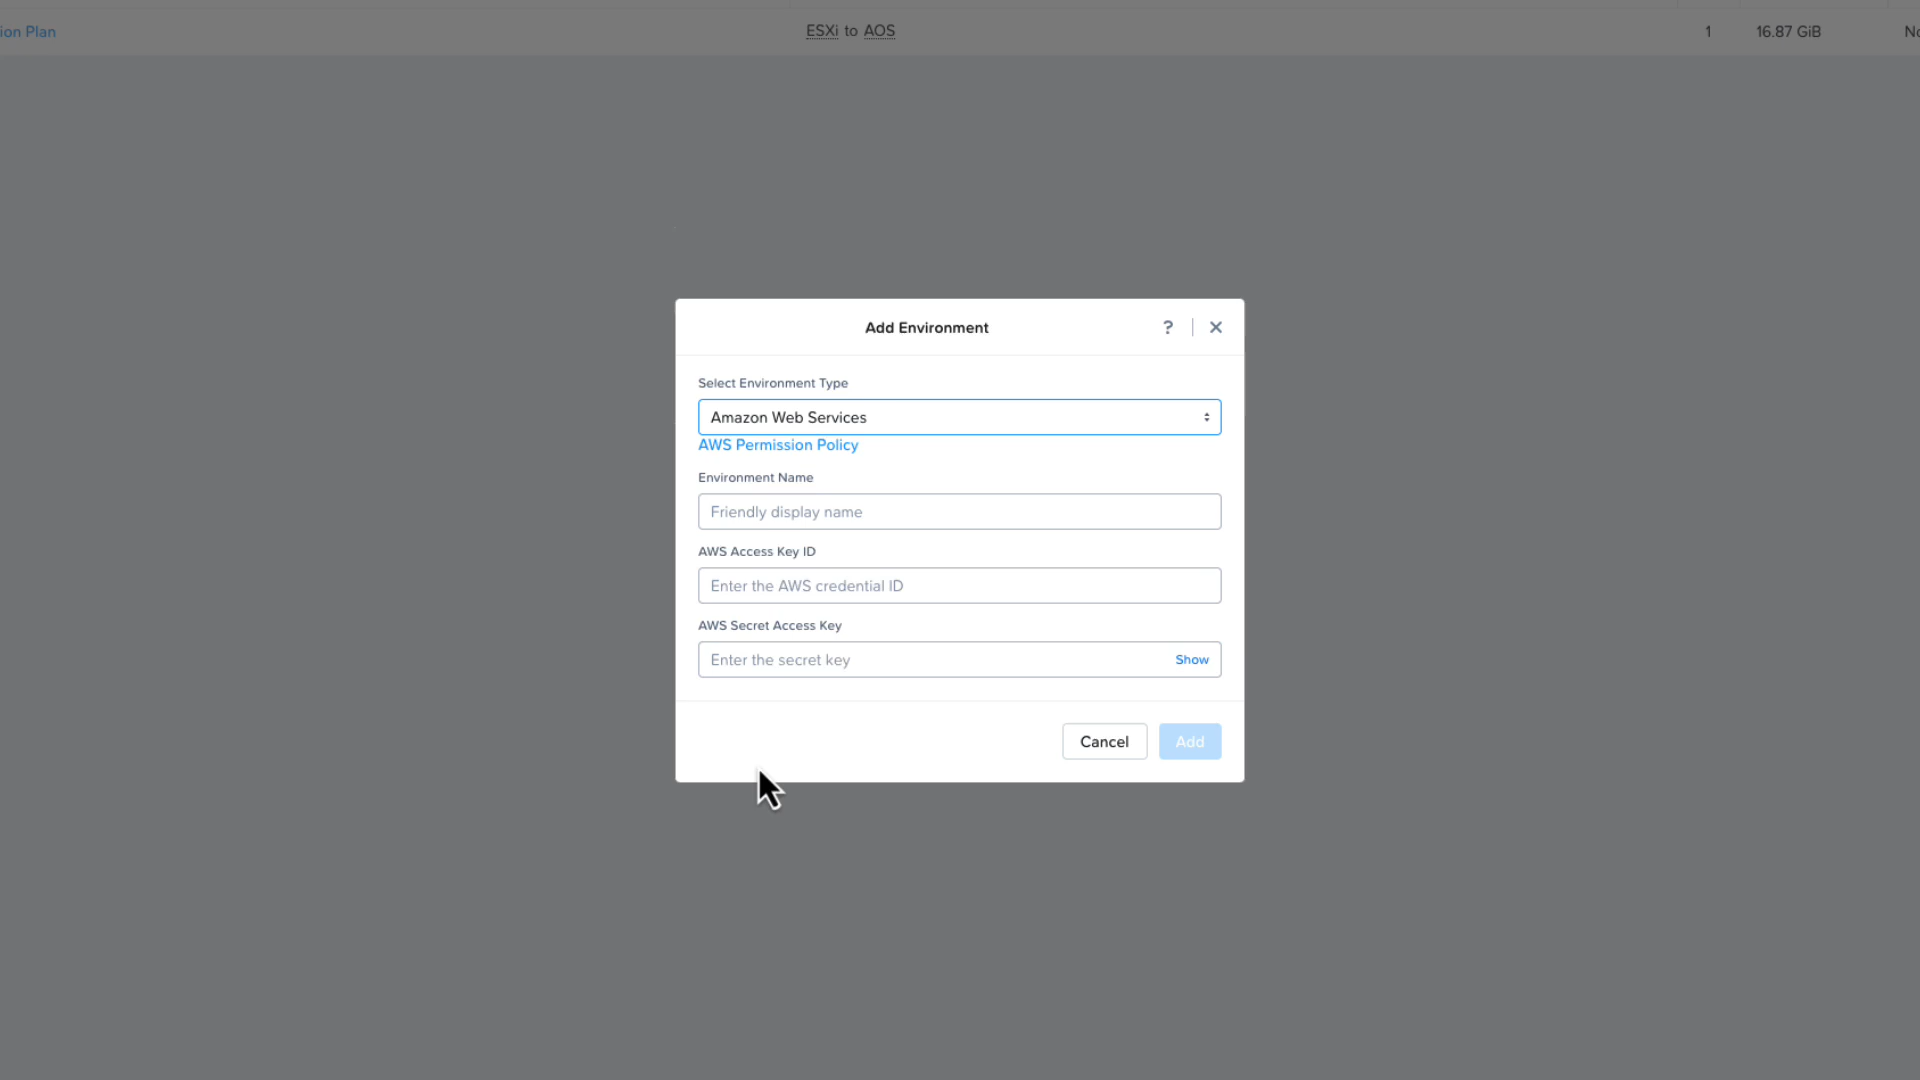 ion Plan ESXi to AOS 1 16.87 GiB No
Add Environment ?
Select Environment Type
Amazon Web Services
AWS Permission Policy
Environment Name
Friendly display name
AWS Access Key ID
Enter the AWS credential ID
AWS Secret Access Key
Enter the secret key Show
Cancel Add